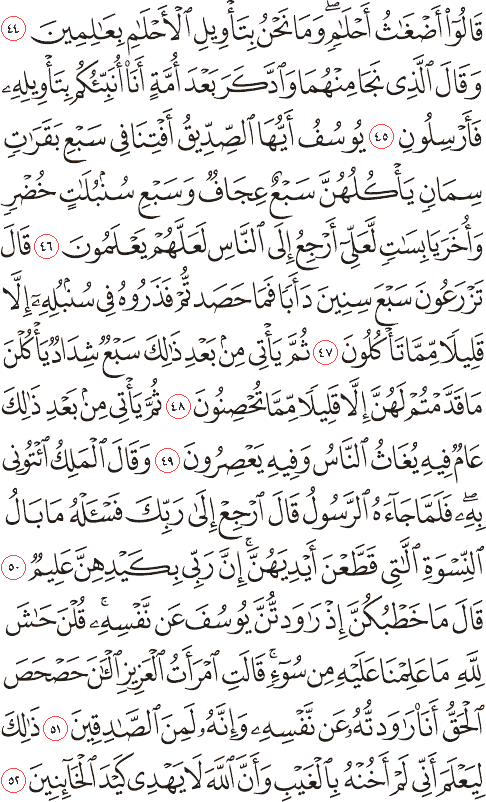 قَالُوٓا۟ أَضْغَـٰثُ أَحْلَـٰمٍۢ ۖ وَمَا نَحْنُ بِتَأْوِيلِ ٱلْأَحْلَـٰمِ بِعَـٰلِمِينَ ٤٤
وَقَالَ ٱلَّذِى نَجَا مِنْهُمَا وَٱدَّكَرَ بَعْدَ أُمَّةٍ أَنَا۠ أُنَبِّئُكُم بِتَأْوِيلِهِۦ
فَأَرْسِلُونِ ٤٥ يُوسُفُ أَيُّهَا ٱلصِّدِّيقُ أَفْتِنَا فِى سَبْعِ بَقَرَٰتٍۢ
سِمَانٍۢ يَأْكُلُهُنَّ سَبْعٌ عِجَافٌۭ وَسَبْعِ سُنۢبُلَـٰتٍ خُضْرٍۢ
وَأُخَرَ يَابِسَـٰتٍۢ لَّعَلِّىٓ أَرْجِعُ إِلَى ٱلنَّاسِ لَعَلَّهُمْ يَعْلَمُونَ ٤٦ قَالَ
تَزْرَعُونَ سَبْعَ سِنِينَ دَأَبًۭا فَمَا حَصَدتُّمْ فَذَرُوهُ فِى سُنۢبُلِهِۦٓ إِلَّا
قَلِيلًۭا مِّمَّا تَأْكُلُونَ ٤٧ ثُمَّ يَأْتِى مِنۢ بَعْدِ ذَٰلِكَ سَبْعٌۭ شِدَادٌۭ يَأْكُلْنَ
مَا قَدَّمْتُمْ لَهُنَّ إِلَّا قَلِيلًۭا مِّمَّا تُحْصِنُونَ ٤٨ ثُمَّ يَأْتِى مِنۢ بَعْدِ ذَٰلِكَ
عَامٌۭ فِيهِ يُغَاثُ ٱلنَّاسُ وَفِيهِ يَعْصِرُونَ ٤٩ وَقَالَ ٱلْمَلِكُ ٱئْتُونِى
بِهِۦ ۖ فَلَمَّا جَآءَهُ ٱلرَّسُولُ قَالَ ٱرْجِعْ إِلَىٰ رَبِّكَ فَسْـَٔلْهُ مَا بَالُ
ٱلنِّسْوَةِ ٱلَّـٰتِى قَطَّعْنَ أَيْدِيَهُنَّ ۚ إِنَّ رَبِّى بِكَيْدِهِنَّ عَلِيمٌۭ ٥٠
قَالَ مَا خَطْبُكُنَّ إِذْ رَٰوَدتُّنَّ يُوسُفَ عَن نَّفْسِهِۦ ۚ قُلْنَ حَـٰشَ
لِلَّهِ مَا عَلِمْنَا عَلَيْهِ مِن سُوٓءٍۢ ۚ قَالَتِ ٱمْرَأَتُ ٱلْعَزِيزِ ٱلْـَٔـٰنَ حَصْحَصَ
ٱلْحَقُّ أَنَا۠ رَٰوَدتُّهُۥ عَن نَّفْسِهِۦ وَإِنَّهُۥ لَمِنَ ٱلصَّـٰدِقِينَ ٥١ ذَٰلِكَ
لِيَعْلَمَ أَنِّى لَمْ أَخُنْهُ بِٱلْغَيْبِ وَأَنَّ ٱللَّهَ لَا يَهْدِى كَيْدَ ٱلْخَآئِنِينَ ٥٢